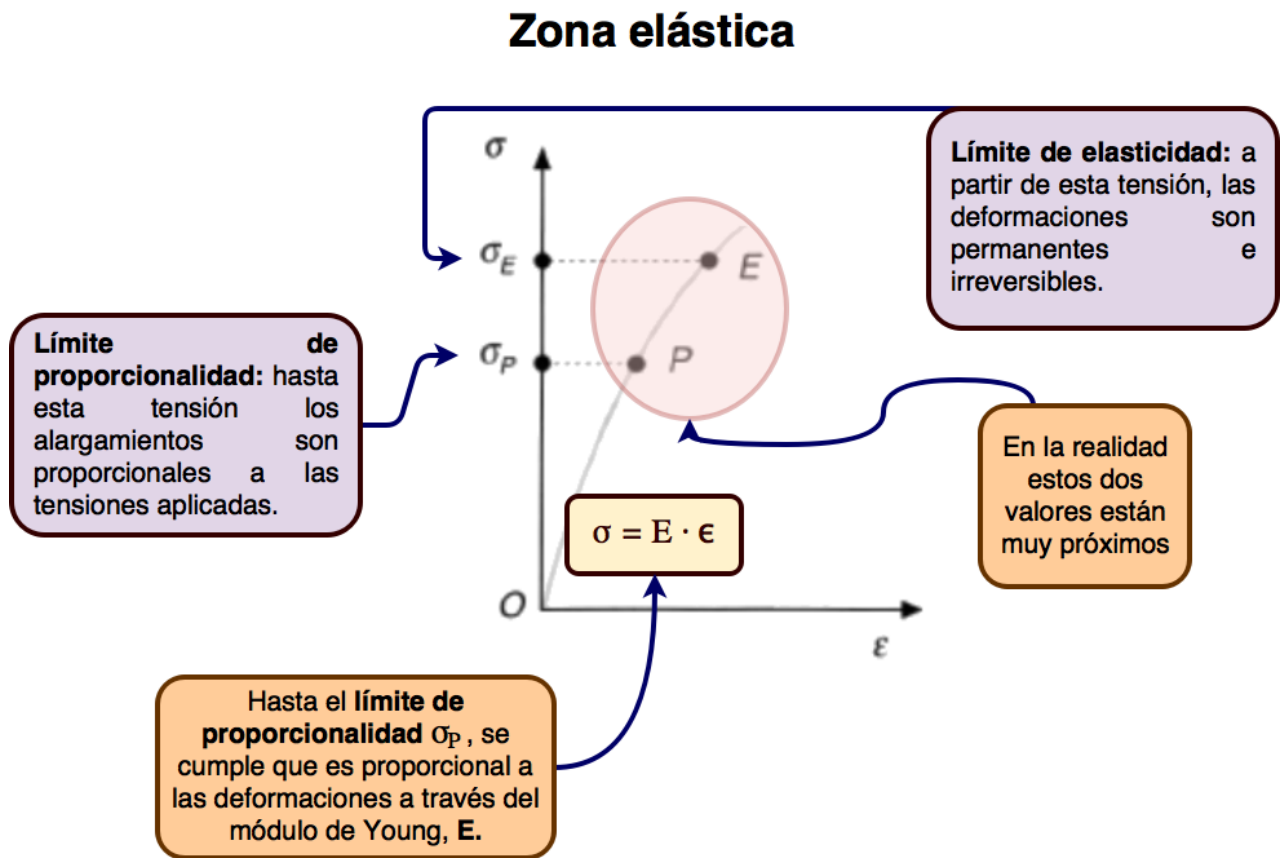 Zona elástica
Límite de elasticidad: a
partir de esta tensión, las
deformaciones son
permanentes e
irreversibles.
σ
σE
E
Límite de
proporcionalidad: hasta
esta tensión los
alargamientos son
proporcionales a las
tensiones aplicadas.
σP
P
En la realidad
estos dos
valores están
muy próximos
σ = E · ϵ
O
ε
Hasta el límite de
proporcionalidad σP , se
cumple que es proporcional a
las deformaciones a través del
módulo de Young, E.